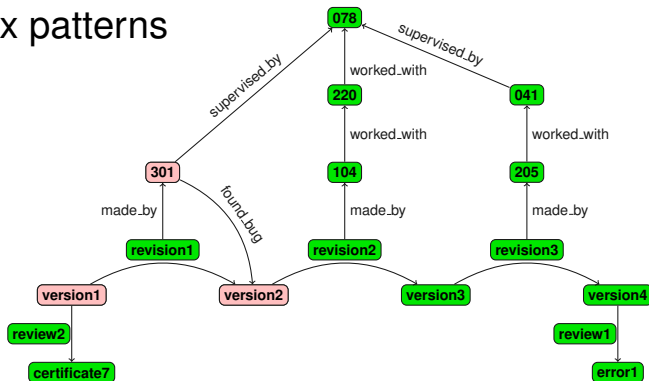 x patterns
078
supervised_by
supervised_by
worked_with
220
041
worked_with
worked_with
301
104
205
found_bug
made_by
made_by
made_by
revision1
revision2
revision3
version1
version2
version3
version4
review2
review1
certificate7
error1